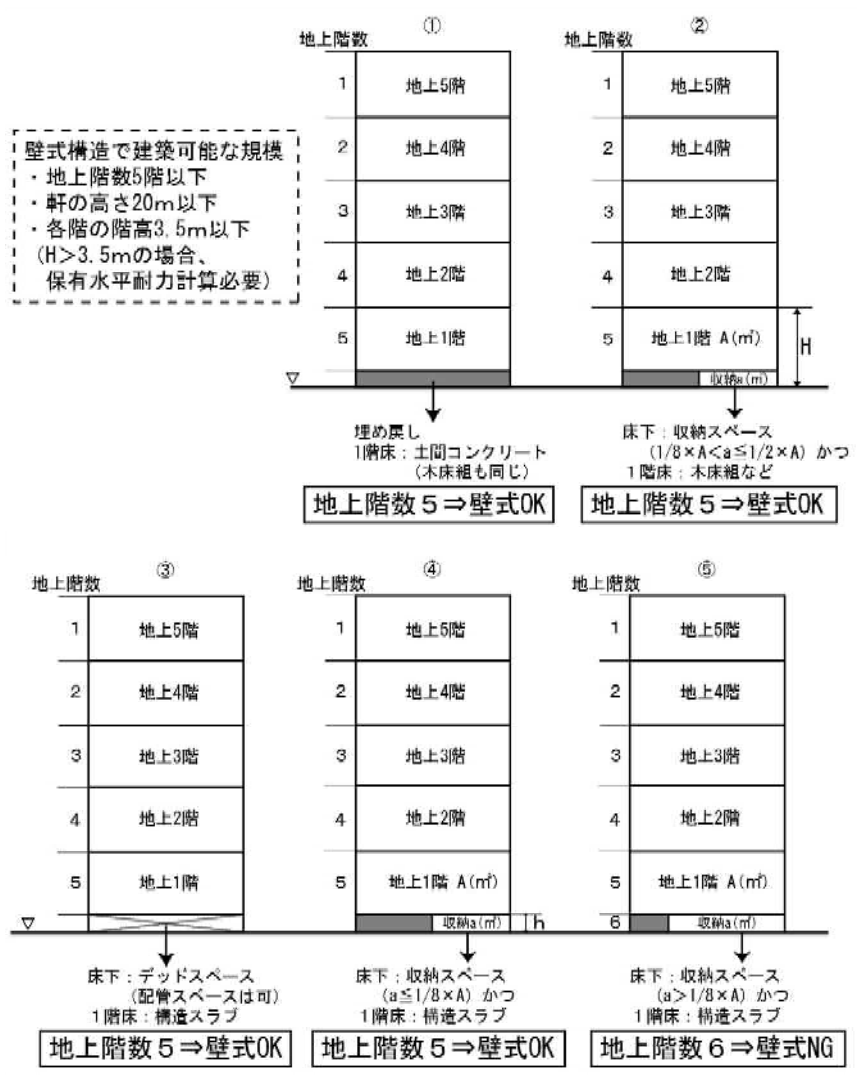 壁式構造で建築可能な規模
・地上階数5階以下
・軒の高さ20m以下
・各階の階高3.5m以下
(H>3.5mの場合、
保有水平耐力計算必要)
①
地上階数
1 地上5階
2 地上4階
3 地上3階
4 地上2階
5 地上1階
▽
埋め戻し
1階床：土間コンクリート
(木床組も同じ)
地上階数5⇒壁式OK
②
地上階数
1 地上5階
2 地上4階
3 地上3階
4 地上2階
5 地上1階 A(㎡)
H
収納a(㎡)
床下：収納スペース
(1/8×A<a≦1/2×A) かつ
1階床：木床組など
地上階数5⇒壁式OK
③
地上階数
1 地上5階
2 地上4階
3 地上3階
4 地上2階
5 地上1階
▽
床下：デッドスペース
(配管スペースは可)
1階床：構造スラブ
地上階数5⇒壁式OK
④
地上階数
1 地上5階
2 地上4階
3 地上3階
4 地上2階
5 地上1階 A(㎡)
収納a(㎡) h
床下：収納スペース
(a≦1/8×A) かつ
1階床：構造スラブ
地上階数5⇒壁式OK
⑤
地上階数
1 地上5階
2 地上4階
3 地上3階
4 地上2階
5 地上1階 A(㎡)
6 収納a(㎡)
床下：収納スペース
(a>1/8×A) かつ
1階床：構造スラブ
地上階数6⇒壁式NG